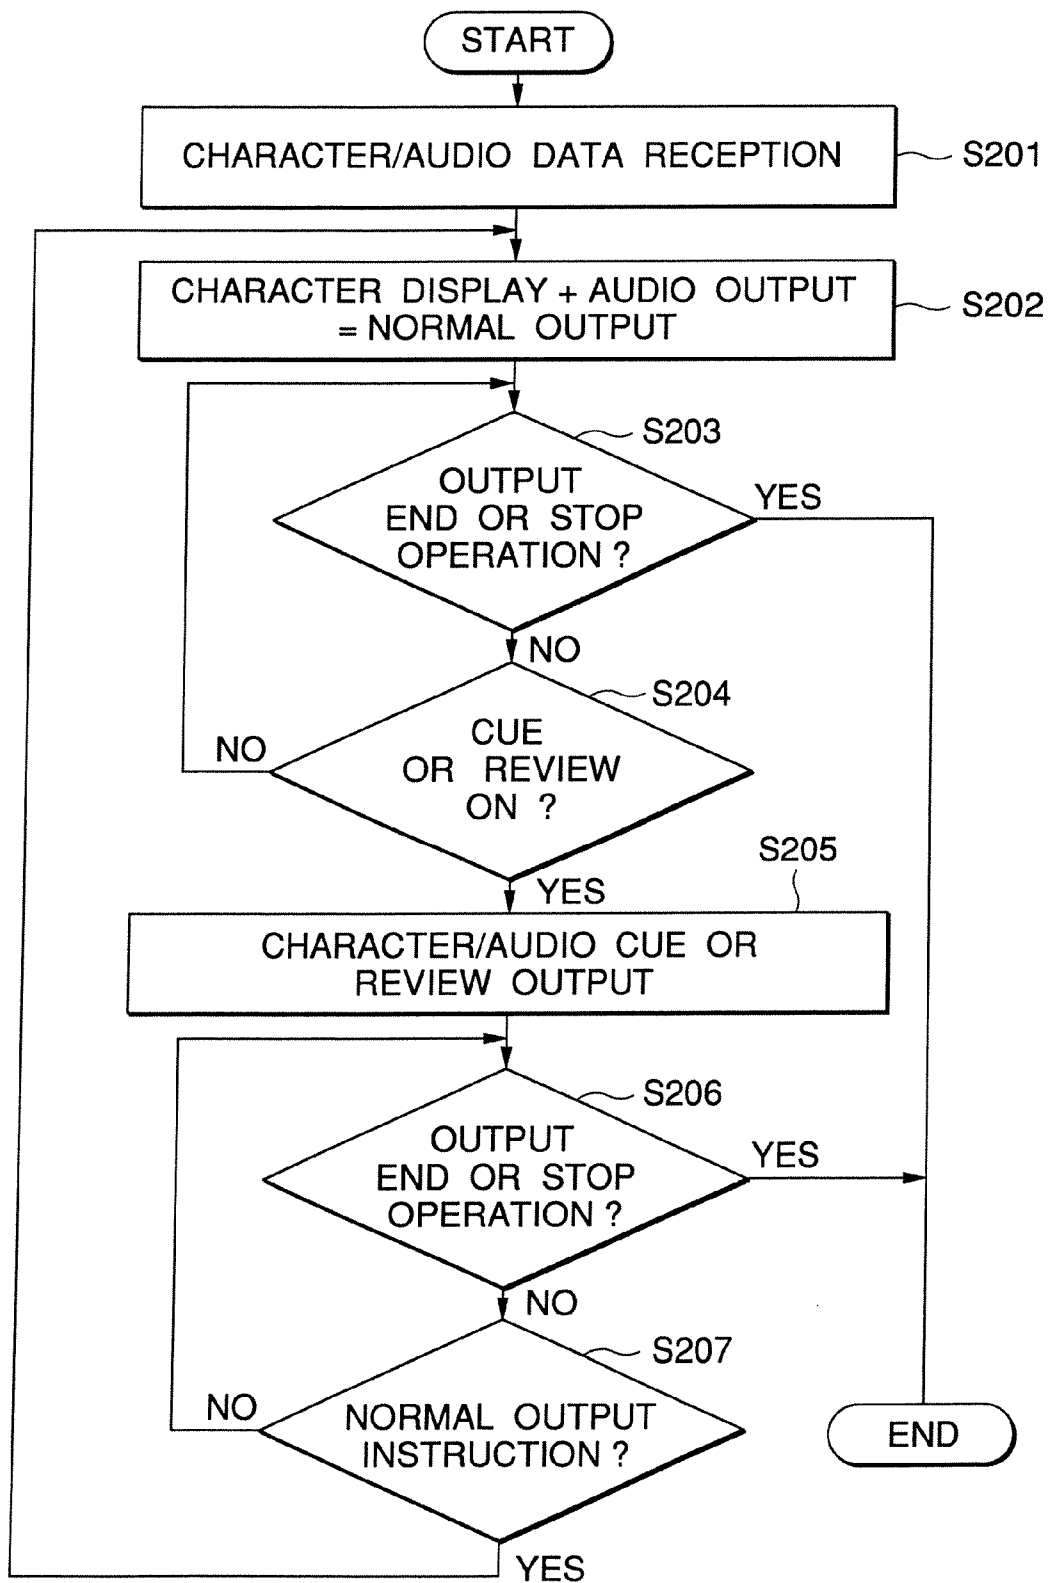 START
CHARACTER/AUDIO DATA RECEPTION
S201
CHARACTER DISPLAY + AUDIO OUTPUT
= NORMAL OUTPUT
S202
S203
OUTPUT
END OR STOP
OPERATION ?
YES
NO
S204
CUE
OR REVIEW
ON ?
NO
YES
S205
CHARACTER/AUDIO CUE OR
REVIEW OUTPUT
S206
OUTPUT
END OR STOP
OPERATION ?
YES
NO
S207
NORMAL OUTPUT
INSTRUCTION ?
NO
END
YES